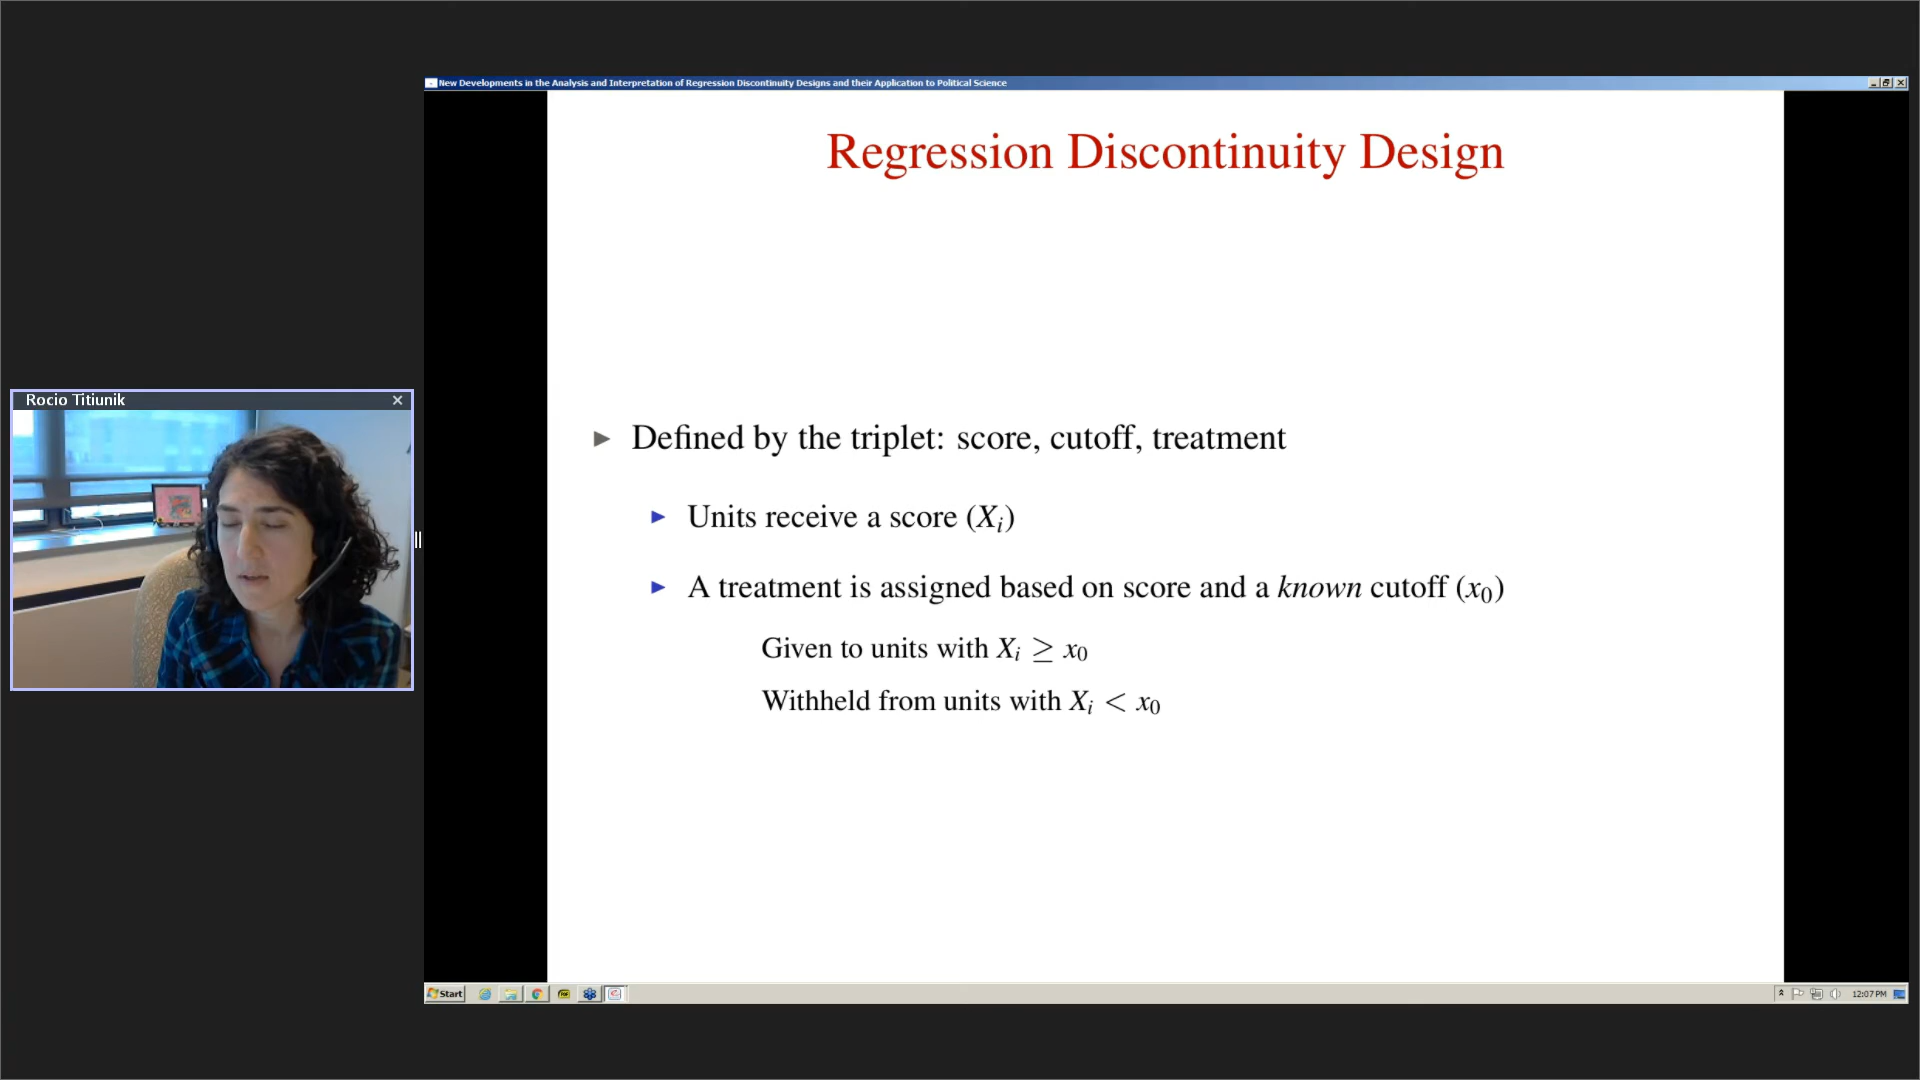 New Developments in the Analysis and Interpretation of Regression Discontinuity Designs and their Application to Political Science
Regression Discontinuity Design
Rocio Titiunik
Defined by the triplet: score, cutoff, treatment
Units receive a score (Xᵢ)
A treatment is assigned based on score and a known cutoff (x₀)
Given to units with Xᵢ ≥ x₀
Withheld from units with Xᵢ < x₀
Start
12:07 PM